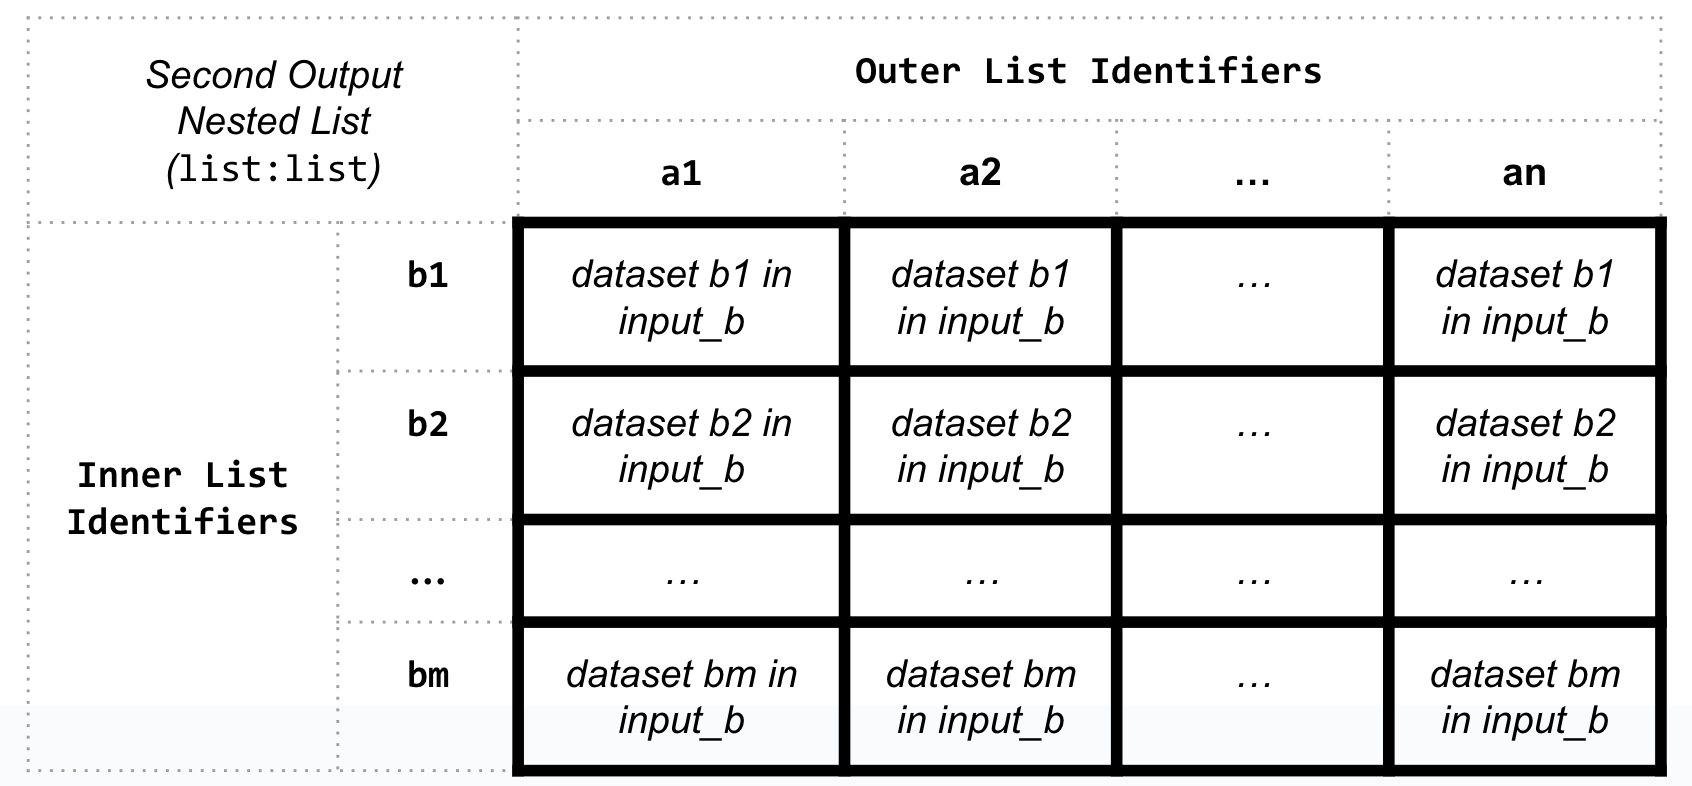 Second Output
Nested List
(list:list)
Outer List Identifiers
a1 a2 ... an
Inner List
Identifiers
b1
dataset b1 in
input_b
dataset b1
in input_b
...
dataset b1
in input_b
b2
dataset b2 in
input_b
dataset b2
in input_b
...
dataset b2
in input_b
... ... ... ... ...
bm
dataset bm in
input_b
dataset bm
in input_b
...
dataset bm
in input_b